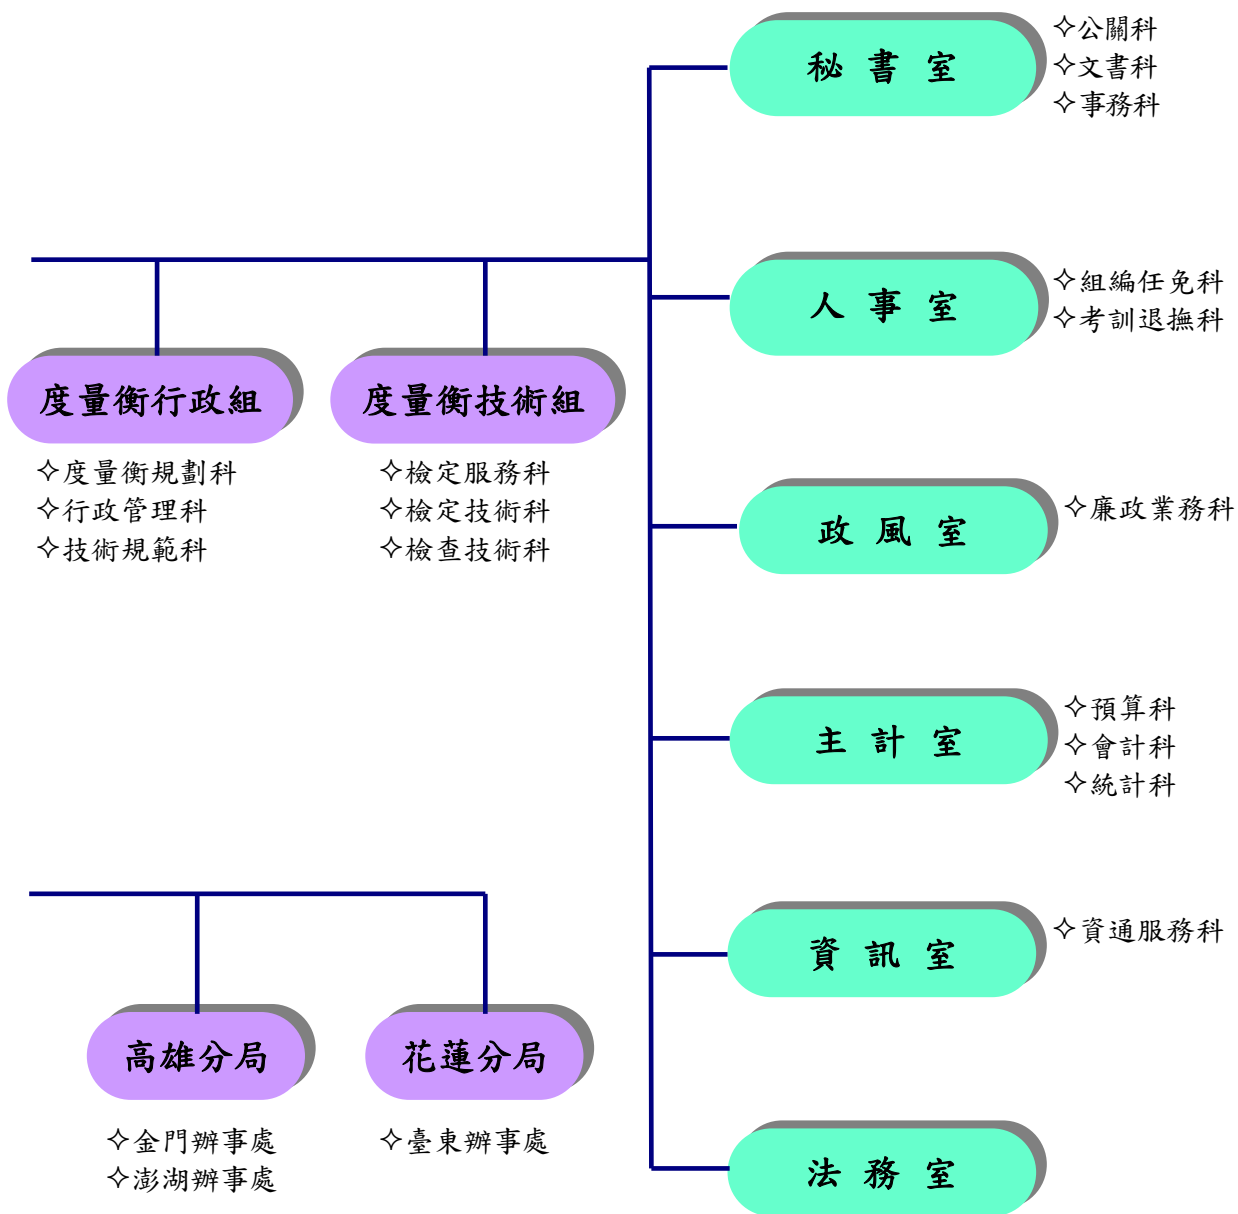 秘書室
✧公關科
✧文書科
✧事務科
人事室
✧組編任免科
✧考訓退撫科
度量衡行政組
✧度量衡規劃科
✧行政管理科
✧技術規範科
度量衡技術組
✧檢定服務科
✧檢定技術科
✧檢查技術科
政風室
✧廉政業務科
主計室
✧預算科
✧會計科
✧統計科
資訊室
✧資通服務科
高雄分局
✧金門辦事處
✧澎湖辦事處
花蓮分局
✧臺東辦事處
法務室